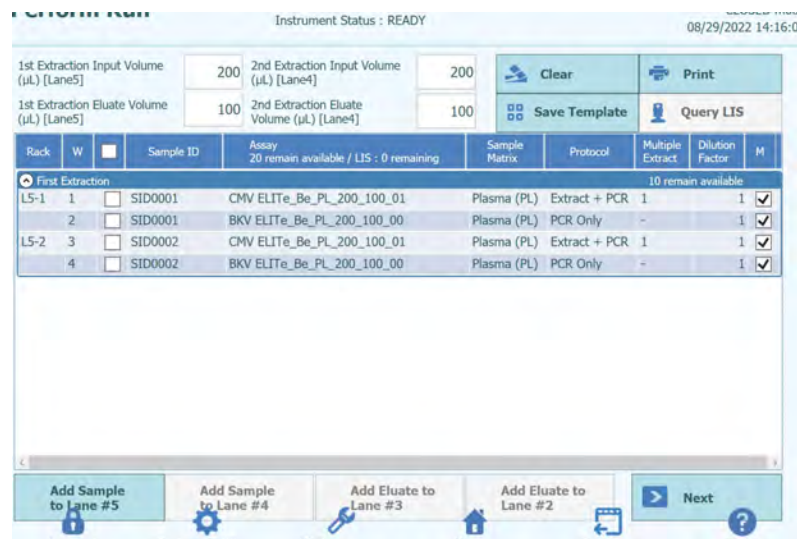 Instrument Status : READY
08/29/2022 14:16:0
1st Extraction Input Volume
(µL) [Lane5]
200
2nd Extraction Input Volume
(µL) [Lane4]
200
Clear
Print
1st Extraction Eluate Volume
(µL) [Lane5]
100
2nd Extraction Eluate
Volume (µL) [Lane4]
100
Save Template
Query LIS
Rack W Sample ID Assay
20 remain available / LIS : 0 remaining Sample
Matrix Protocol Multiple
Extract Dilution
Factor M
First Extraction 10 remain available
L5-1 1 SID0001 CMV ELITe_Be_PL_200_100_01 Plasma (PL) Extract + PCR 1 1
2 SID0001 BKV ELITe_Be_PL_200_100_00 Plasma (PL) PCR Only - 1
L5-2 3 SID0002 CMV ELITe_Be_PL_200_100_01 Plasma (PL) Extract + PCR 1 1
4 SID0002 BKV ELITe_Be_PL_200_100_00 Plasma (PL) PCR Only - 1
Add Sample
to Lane #5
Add Sample
to Lane #4
Add Eluate to
Lane #3
Add Eluate to
Lane #2
Next